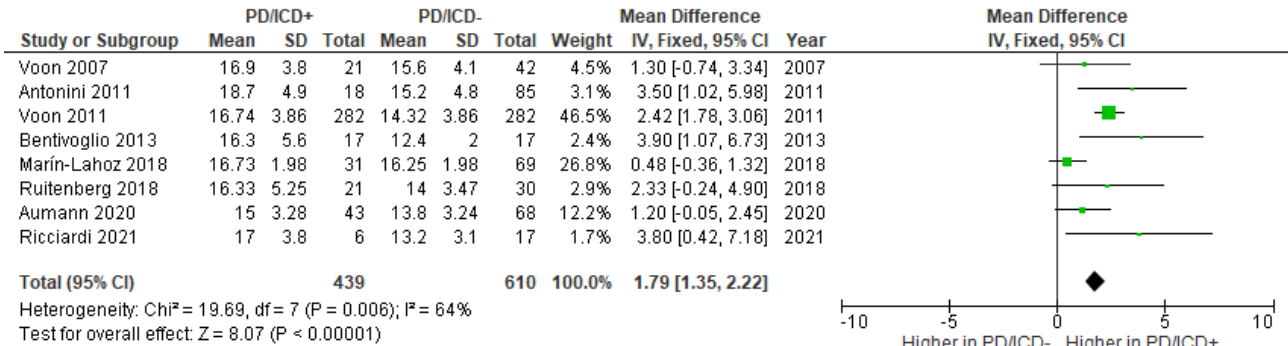 PD/ICD+ PD/ICD- Mean Difference Mean Difference
Study or Subgroup Mean SD Total Mean SD Total Weight IV, Fixed, 95% CI Year IV, Fixed, 95% CI
Voon 2007 16.9 3.8 21 15.6 4.1 42 4.5% 1.30 [-0.74, 3.34] 2007
Antonini 2011 18.7 4.9 18 15.2 4.8 85 3.1% 3.50 [1.02, 5.98] 2011
Voon 2011 16.74 3.86 282 14.32 3.86 282 46.5% 2.42 [1.78, 3.06] 2011
Bentivoglio 2013 16.3 5.6 17 12.4 2 17 2.4% 3.90 [1.07, 6.73] 2013
Marín-Lahoz 2018 16.73 1.98 31 16.25 1.98 69 26.8% 0.48 [-0.36, 1.32] 2018
Ruitenberg 2018 16.33 5.25 21 14 3.47 30 2.9% 2.33 [-0.24, 4.90] 2018
Aumann 2020 15 3.28 43 13.8 3.24 68 12.2% 1.20 [-0.05, 2.45] 2020
Ricciardi 2021 17 3.8 6 13.2 3.1 17 1.7% 3.80 [0.42, 7.18] 2021
Total (95% CI) 439 610 100.0% 1.79 [1.35, 2.22]
Heterogeneity: Chi² = 19.69, df = 7 (P = 0.006); I² = 64%
Test for overall effect: Z = 8.07 (P < 0.00001)
-10 -5 0 5 10
Higher in PD/ICD- Higher in PD/ICD+